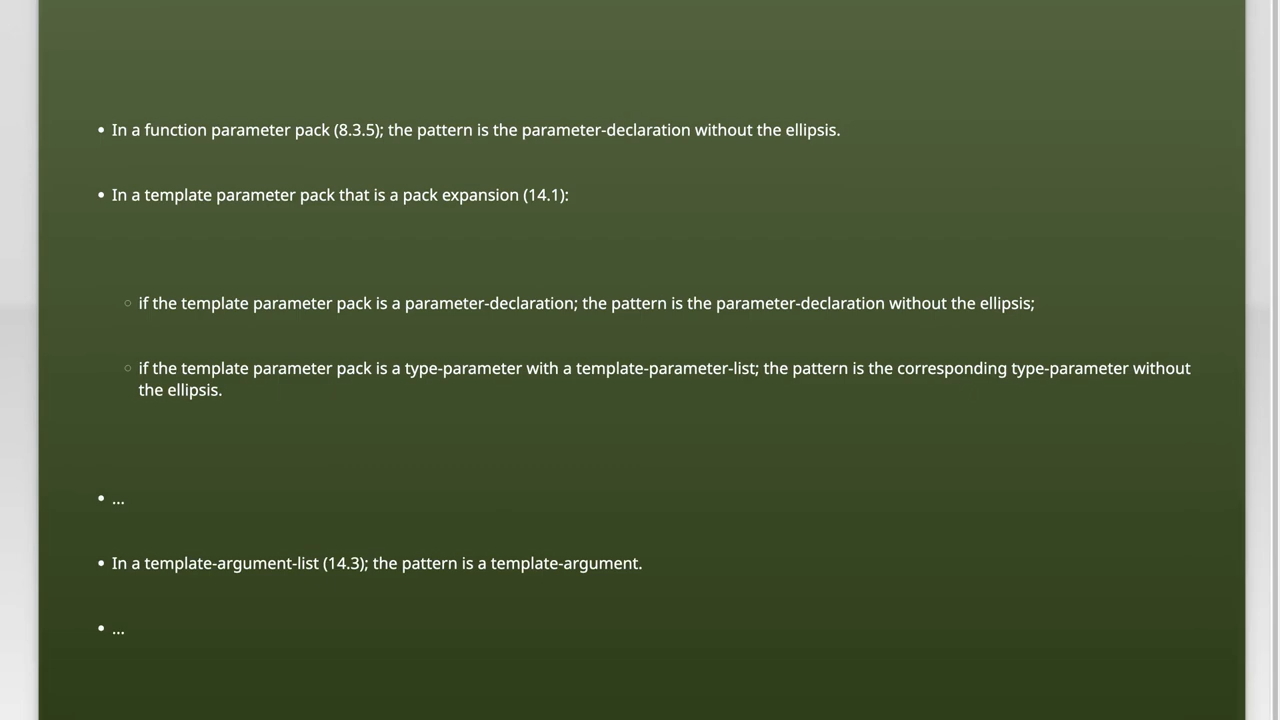 • In a function parameter pack (8.3.5); the pattern is the parameter-declaration without the ellipsis.
• In a template parameter pack that is a pack expansion (14.1):
○ if the template parameter pack is a parameter-declaration; the pattern is the parameter-declaration without the ellipsis;
○ if the template parameter pack is a type-parameter with a template-parameter-list; the pattern is the corresponding type-parameter without
the ellipsis.
• ...
• In a template-argument-list (14.3); the pattern is a template-argument.
• ...